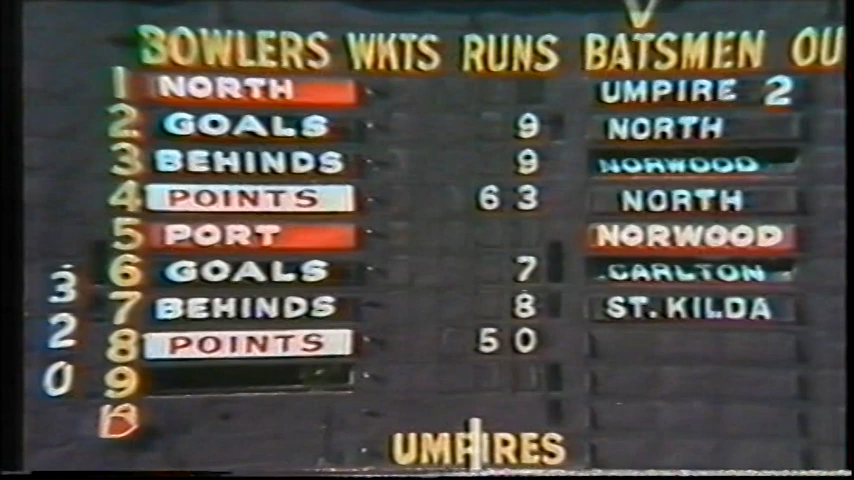 V
BOWLERS WKTS RUNS BATSMEN OU
1 NORTH UMPIRE 2
2 GOALS 9 NORTH
3 BEHINDS 9 NORWOOD
4 POINTS 63 NORTH
5 PORT NORWOOD
3 6 GOALS 7 CARLTON
2 7 BEHINDS 8 ST. KILDA
8 POINTS 50
0 9
UMPIRES